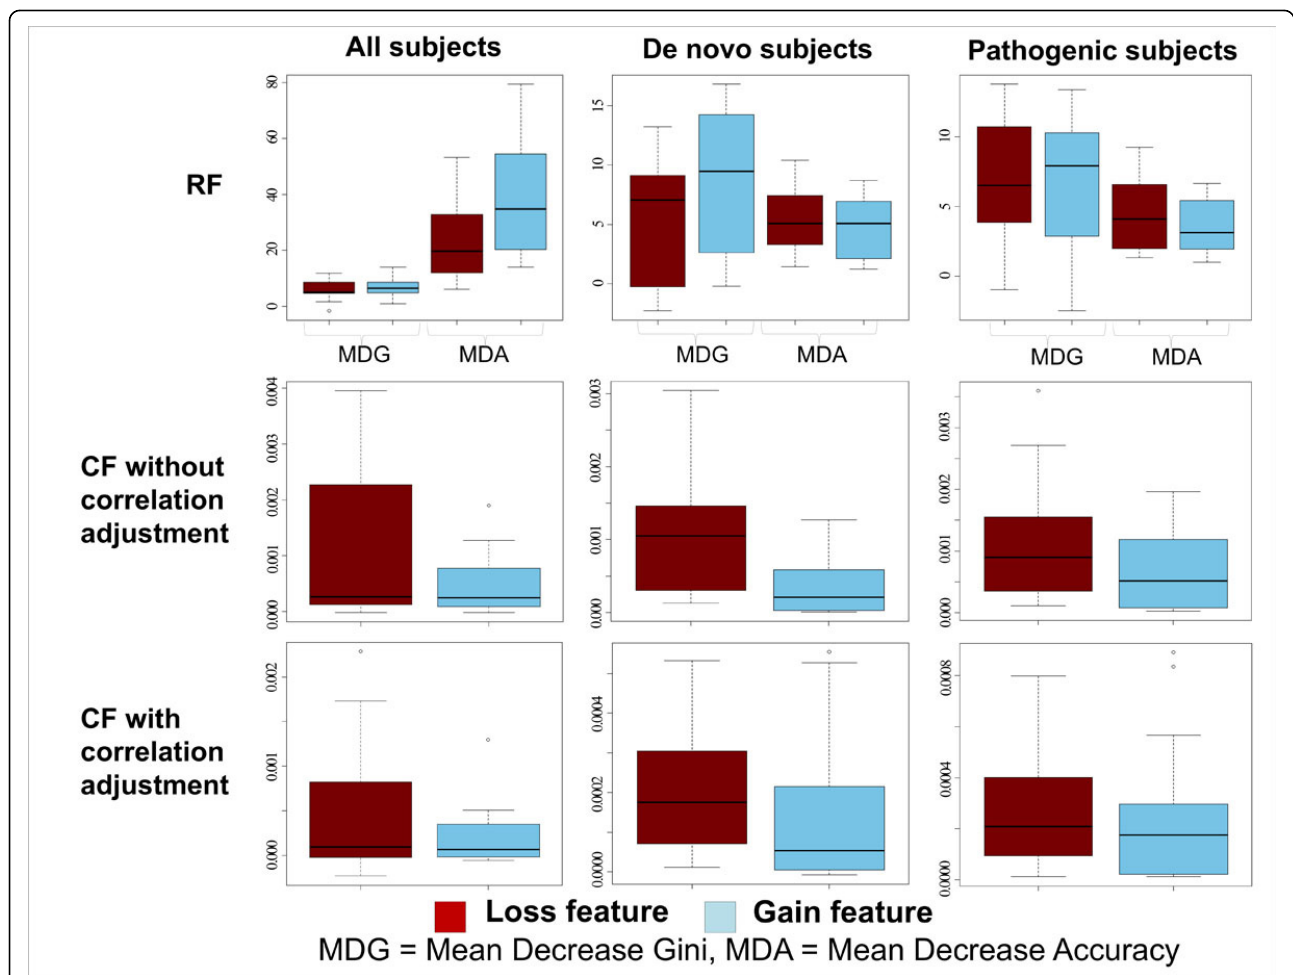 All subjects
De novo subjects
Pathogenic subjects
RF
80
60
40
20
0
15
10
5
0
10
5
0
MDG
MDA
MDG
MDA
MDG
MDA
CF without
correlation
adjustment
0.004
0.003
0.002
0.001
0.000
0.003
0.002
0.001
0.000
0.003
0.002
0.001
0.000
CF with
correlation
adjustment
0.002
0.001
0.000
0.0004
0.0002
0.0000
0.0008
0.0004
0.0000
Loss feature
Gain feature
MDG = Mean Decrease Gini, MDA = Mean Decrease Accuracy